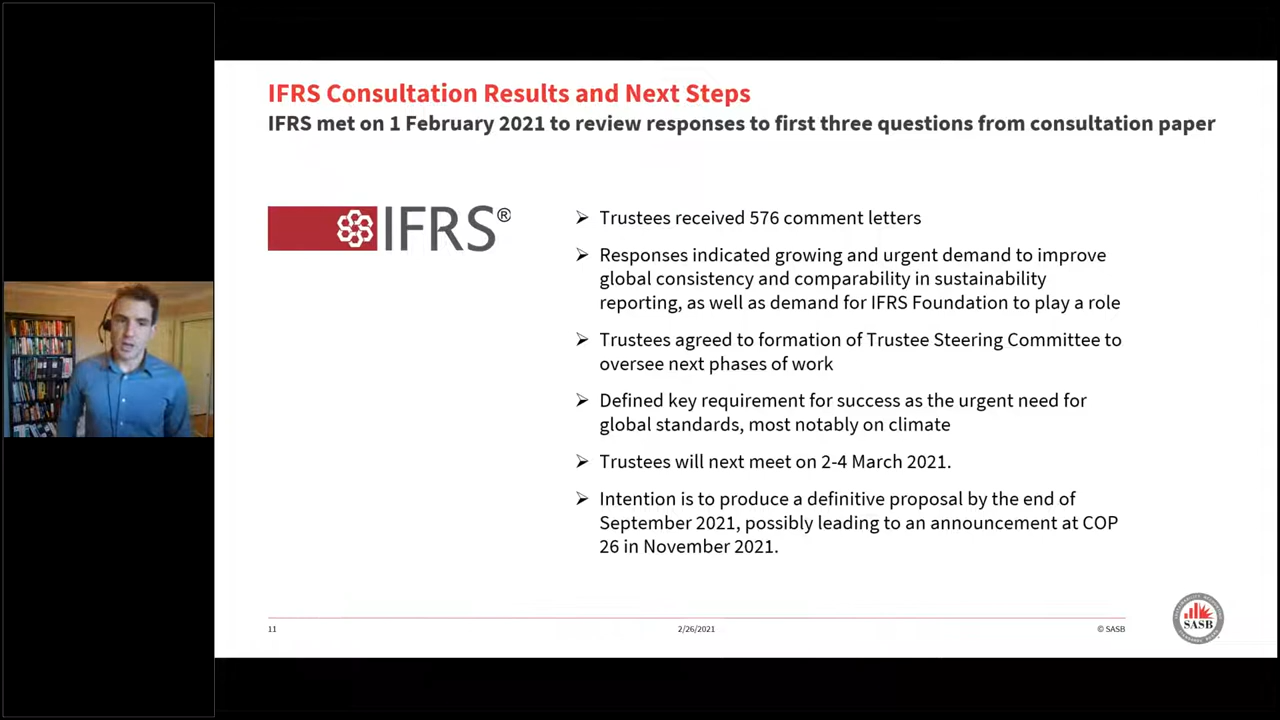 IFRS Consultation Results and Next Steps
IFRS met on 1 February 2021 to review responses to first three questions from consultation paper
IFRS®
➢ Trustees received 576 comment letters
➢ Responses indicated growing and urgent demand to improve
global consistency and comparability in sustainability
reporting, as well as demand for IFRS Foundation to play a role
➢ Trustees agreed to formation of Trustee Steering Committee to
oversee next phases of work
➢ Defined key requirement for success as the urgent need for
global standards, most notably on climate
➢ Trustees will next meet on 2-4 March 2021.
➢ Intention is to produce a definitive proposal by the end of
September 2021, possibly leading to an announcement at COP
26 in November 2021.
11
2/26/2021
© SASB
SASB